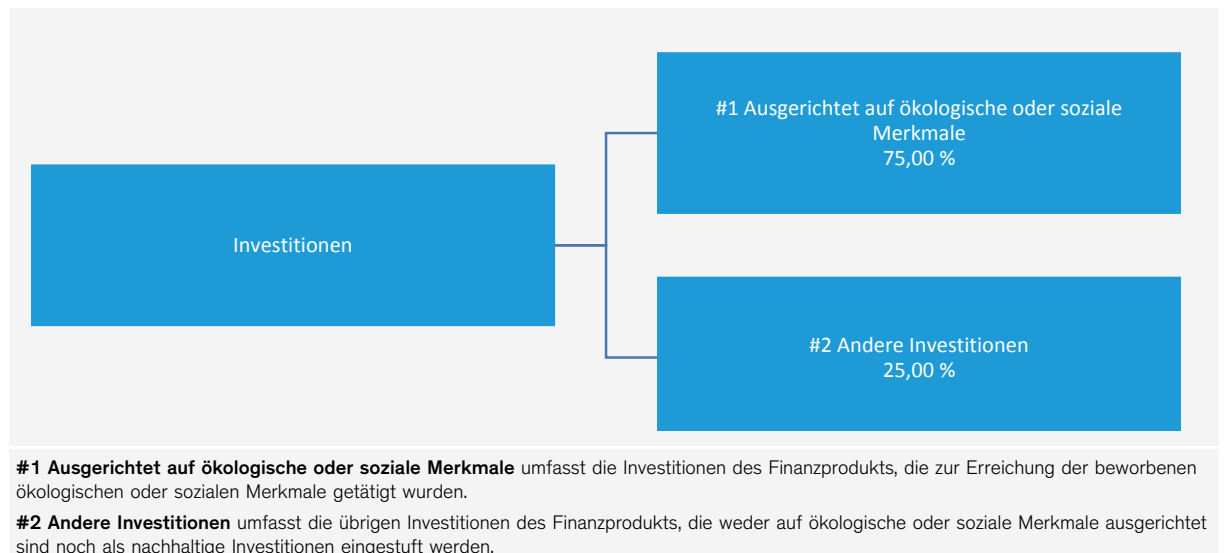 #1 Ausgerichtet auf ökologische oder soziale
Merkmale
75,00 %
Investitionen
#2 Andere Investitionen
25,00 %
#1 Ausgerichtet auf ökologische oder soziale Merkmale umfasst die Investitionen des Finanzprodukts, die zur Erreichung der beworbenen
ökologischen oder sozialen Merkmale getätigt wurden.
#2 Andere Investitionen umfasst die übrigen Investitionen des Finanzprodukts, die weder auf ökologische oder soziale Merkmale ausgerichtet
sind noch als nachhaltige Investitionen eingestuft werden.